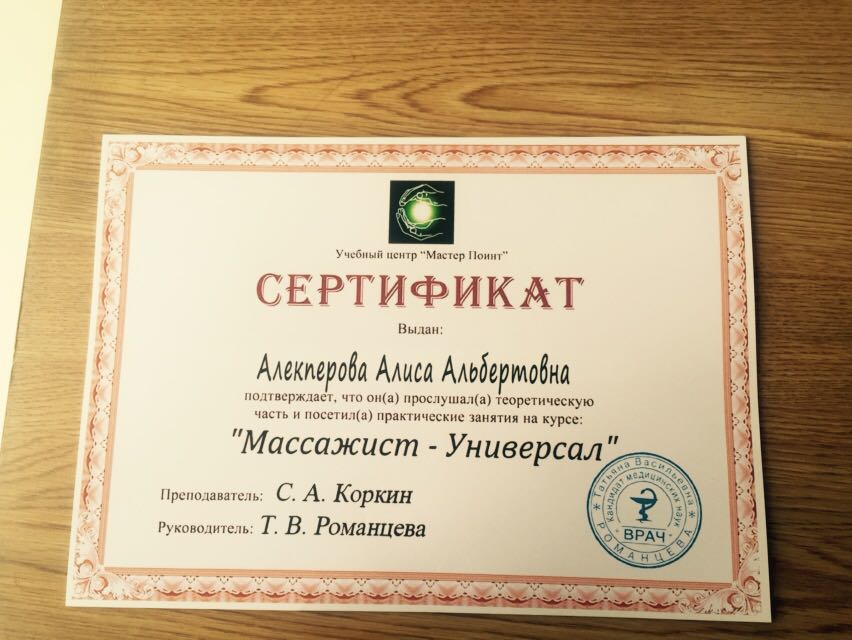 Учебный центр "Мастер Поинт"
СЕРТИФИКАТ
Выдан:
Алекперова Алиса Альбертовна
подтверждает, что он(а) прослушал(а) теоретическую
часть и посетил(а) практические занятия на курсе:
"Массажист - Универсал"
Преподаватель: С. А. Коркин
Руководитель: Т. В. Романцева
Татьяна Васильевна
Кандидат медицинских наук
ВРАЧ
РОМАНЦЕВА